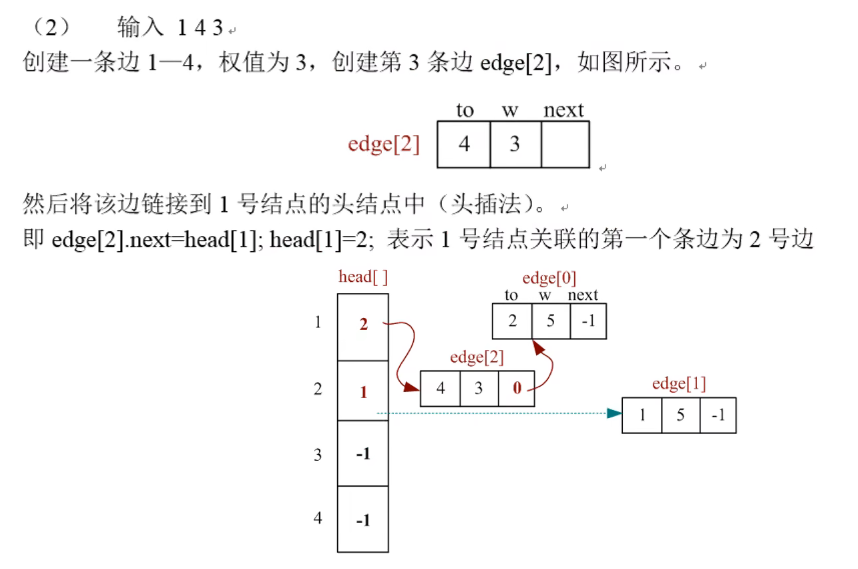 （2） 输入 1 4 3
创建一条边 1—4，权值为 3，创建第 3 条边 edge[2]，如图所示。
to w next
edge[2] 4 3
然后将该边链接到 1 号结点的头结点中（头插法）。
即 edge[2].next=head[1]; head[1]=2; 表示 1 号结点关联的第一个条边为 2 号边
head[ ] edge[0]
to w next
1 2 2 5 -1
edge[2]
2 1 4 3 0 edge[1]
1 5 -1
3 -1
4 -1